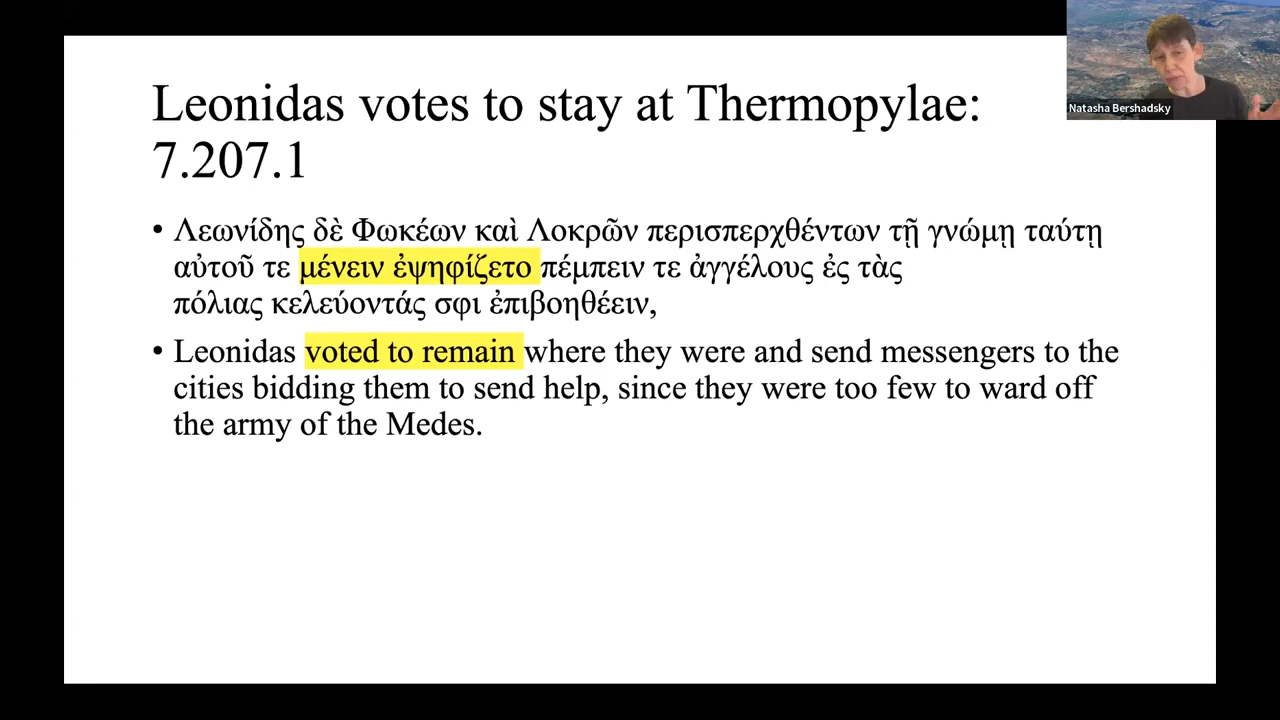 Leonidas votes to stay at Thermopylae:
7.207.1
Natasha Bershadsky
• Λεωνίδης δὲ Φωκέων καὶ Λοκρῶν περισπερχθέντων τῇ γνώμῃ ταύτῃ
αὐτοῦ τε μένειν ἐψηφίζετο πέμπειν τε ἀγγέλους ἐς τὰς
πόλιας κελεύοντάς σφι ἐπιβοηθέειν,
• Leonidas voted to remain where they were and send messengers to the
cities bidding them to send help, since they were too few to ward off
the army of the Medes.